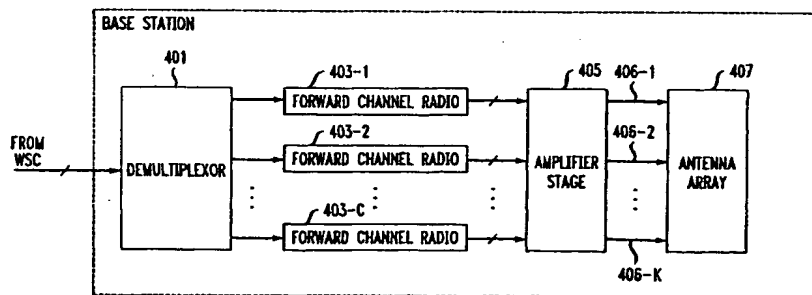 BASE STATION
401
403-1
FORWARD CHANNEL RADIO
403-2
FORWARD CHANNEL RADIO
403-C
FORWARD CHANNEL RADIO
405
406-1
407
FROM
WSC
DEMULTIPLEXOR
406-2
AMPLIFIER
STAGE
ANTENNA
ARRAY
406-K